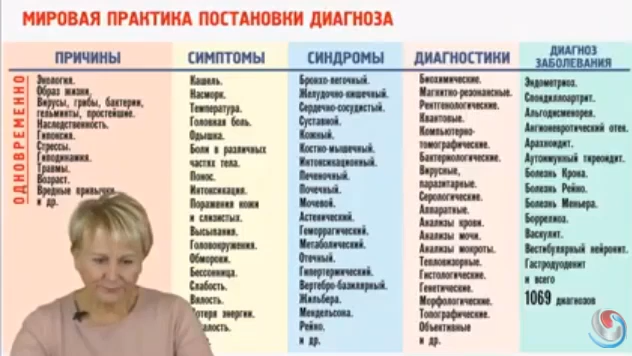 МИРОВАЯ ПРАКТИКА ПОСТАНОВКИ ДИАГНОЗА
ОДНОВРЕМЕННО
ПРИЧИНЫ
Экология.
Образ жизни.
Вирусы, грибы, бактерии,
гельминты, простейшие.
Наследственность.
Гипоксия.
Стрессы.
Гиподинамия.
Травмы.
Возраст.
Вредные привычки
и др.
СИМПТОМЫ
Кашель.
Насморк.
Температура.
Головная боль.
Одышка.
Боли в различных
частях тела.
Понос.
Интоксикация.
Поражения кожи
и слизистых.
Высыпания.
Головокружения.
Обмороки.
Бессонница.
Слабость.
Вялость.
отеря энергии.
алость.
СИНДРОМЫ
Бронхо-легочный.
Желудочно-кишечный.
Сердечно-сосудистый.
Суставной.
Кожный.
Костно-мышечный.
Интоксикационный.
Печеночный.
Почечный.
Мочевой.
Астенический.
Геморрагический.
Метаболический.
Отечный.
Гипертермический.
Вертебро-базилярный.
Жильбера.
Мендельсона.
Рейно.
и др.
ДИАГНОСТИКИ
Биохимические.
Магнитно-резонасные.
Рентгенологические.
Квантовые.
Компьютерно-
томографические.
Бактериологические.
Вирусные,
паразитарные.
Серологические.
Аппаратные.
Анализы крови.
Анализы мочи.
Анализы мокроты.
Тепловизорные.
Гистологические.
Генетические.
Морфологические.
Топографические.
Объективные
и др.
ДИАГНОЗ
ЗАБОЛЕВАНИЯ
Эндометриоз.
Спондиллоартрит.
Альгодисменорея.
Ангионевротический отек.
Арахноидит.
Аутоимунный тиреоидит.
Болезнь Крона.
Болезнь Рейно.
Болезнь Меньера.
Боррелиоз.
Васкулит.
Вестибулярный нейронит.
Гастродуоденит
и всего
1069 диагнозов